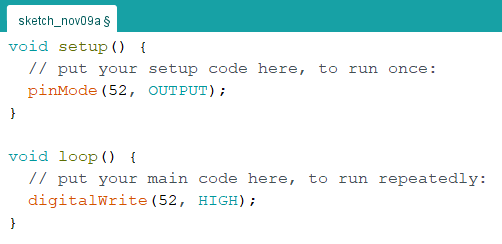 sketch_nov09a §
void setup() {
  // put your setup code here, to run once:
  pinMode(52, OUTPUT);
}

void loop() {
  // put your main code here, to run repeatedly:
  digitalWrite(52, HIGH);
}